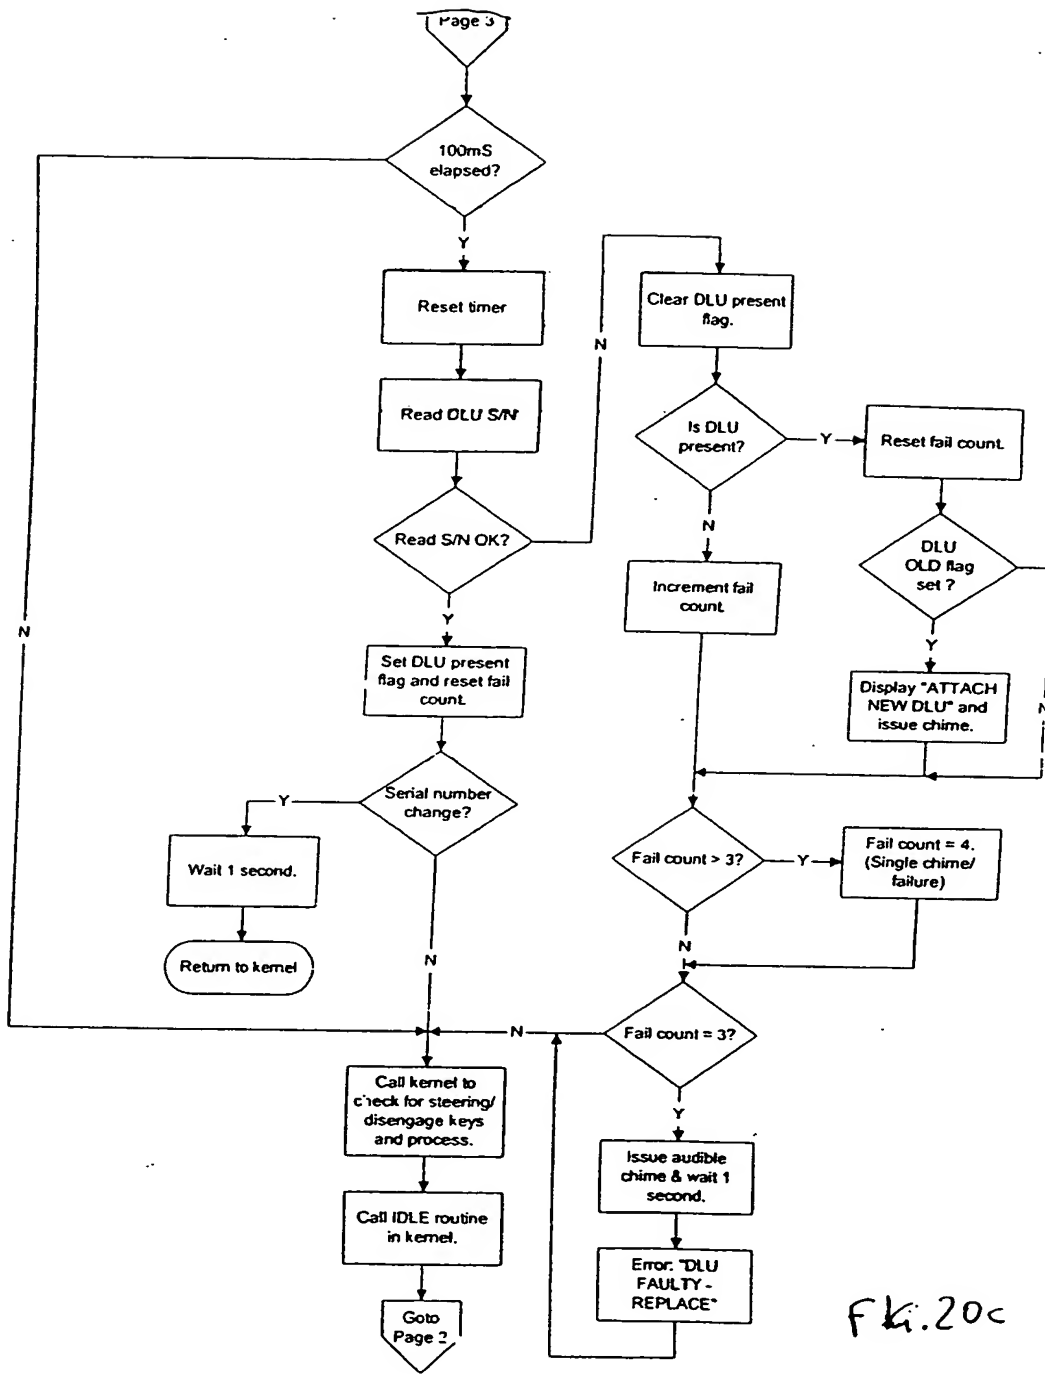 Page 3
100mS
elapsed?
Y
N
Reset timer
Read DLU S/N
Read S/N OK?
N
Y
Set DLU present
flag and reset fail
count.
Serial number
change?
Y
Wait 1 second.
Return to kernel
N
Clear DLU present
flag.
Is DLU
present?
Y
Reset fail count.
N
Increment fail
count.
DLU
OLD flag
set ?
Y
N
Display "ATTACH
NEW DLU" and
issue chime.
Fail count > 3?
Y
Fail count = 4.
(Single chime/
failure)
N
Fail count = 3?
N
Y
Issue audible
chime & wait 1
second.
Error: "DLU
FAULTY -
REPLACE"
Call kernel to
check for steering/
disengage keys
and process.
Call IDLE routine
in kernel.
Goto
Page 2
20c